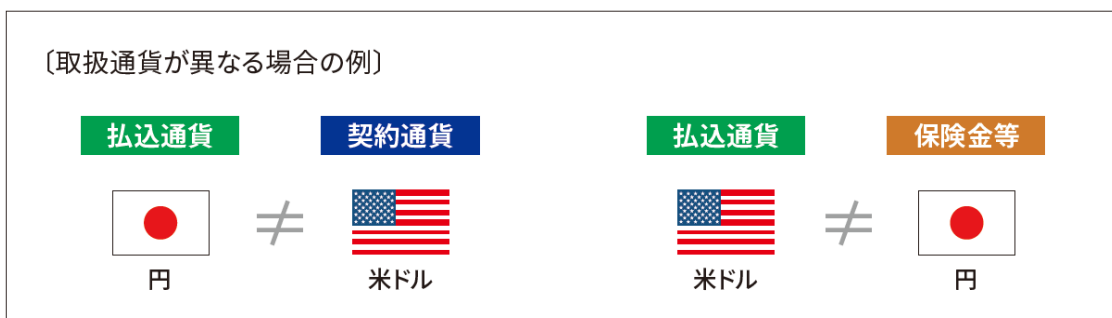 〔取扱通貨が異なる場合の例〕
払込通貨 契約通貨 払込通貨 保険金等
≠ ≠
円 米ドル 米ドル 円